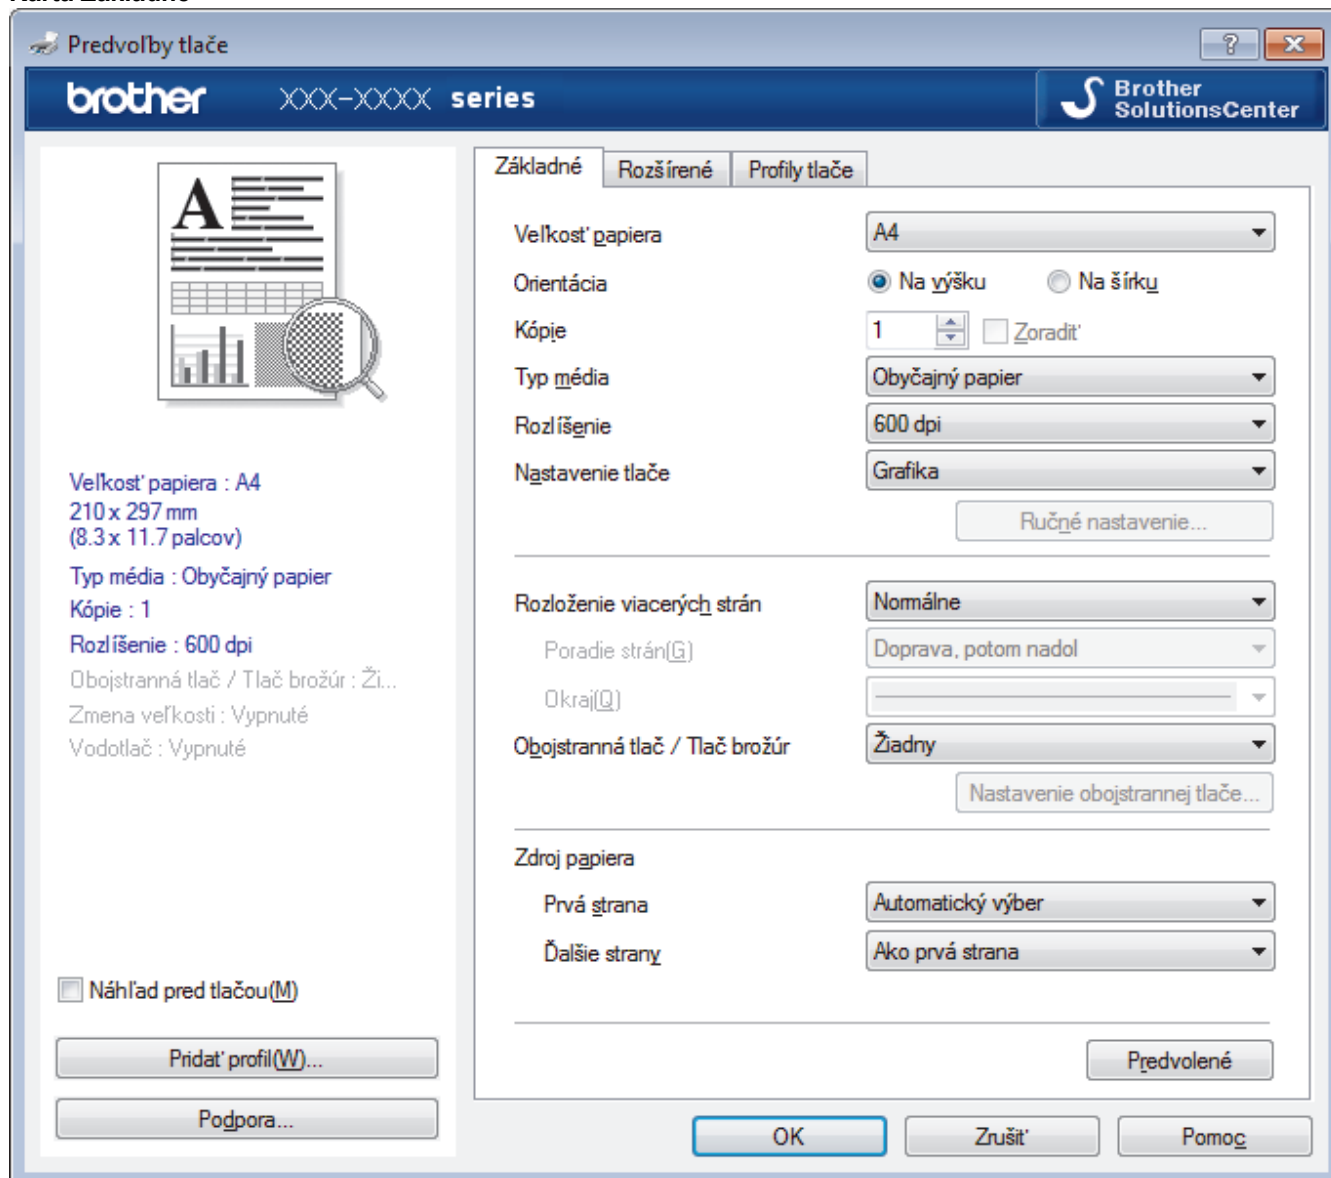 Karta Základné
Predvoľby tlače
brother XXX-XXXX series
Brother
SolutionsCenter
Základné Rozšírené Profily tlače
A
Veľkosť papiera A4
Orientácia Na výšku Na šírku
Kópie 1 Zoradiť
Typ média Obyčajný papier
Rozlíšenie 600 dpi
Nastavenie tlače Grafika
Ručné nastavenie...
Rozloženie viacerých strán Normálne
Poradie strán(G) Doprava, potom nadol
Okraj(Q)
Obojstranná tlač / Tlač brožúr Žiadny
Nastavenie obojstrannej tlače...
Zdroj papiera
Prvá strana Automatický výber
Ďalšie strany Ako prvá strana
Predvolené
Veľkosť papiera : A4
210 x 297 mm
(8.3 x 11.7 palcov)
Typ média : Obyčajný papier
Kópie : 1
Rozlíšenie : 600 dpi
Obojstranná tlač / Tlač brožúr : Ži...
Zmena veľkosti : Vypnuté
Vodotlač : Vypnuté
Náhľad pred tlačou(M)
Pridať profil(W)...
Podpora...
OK Zrušiť Pomoc